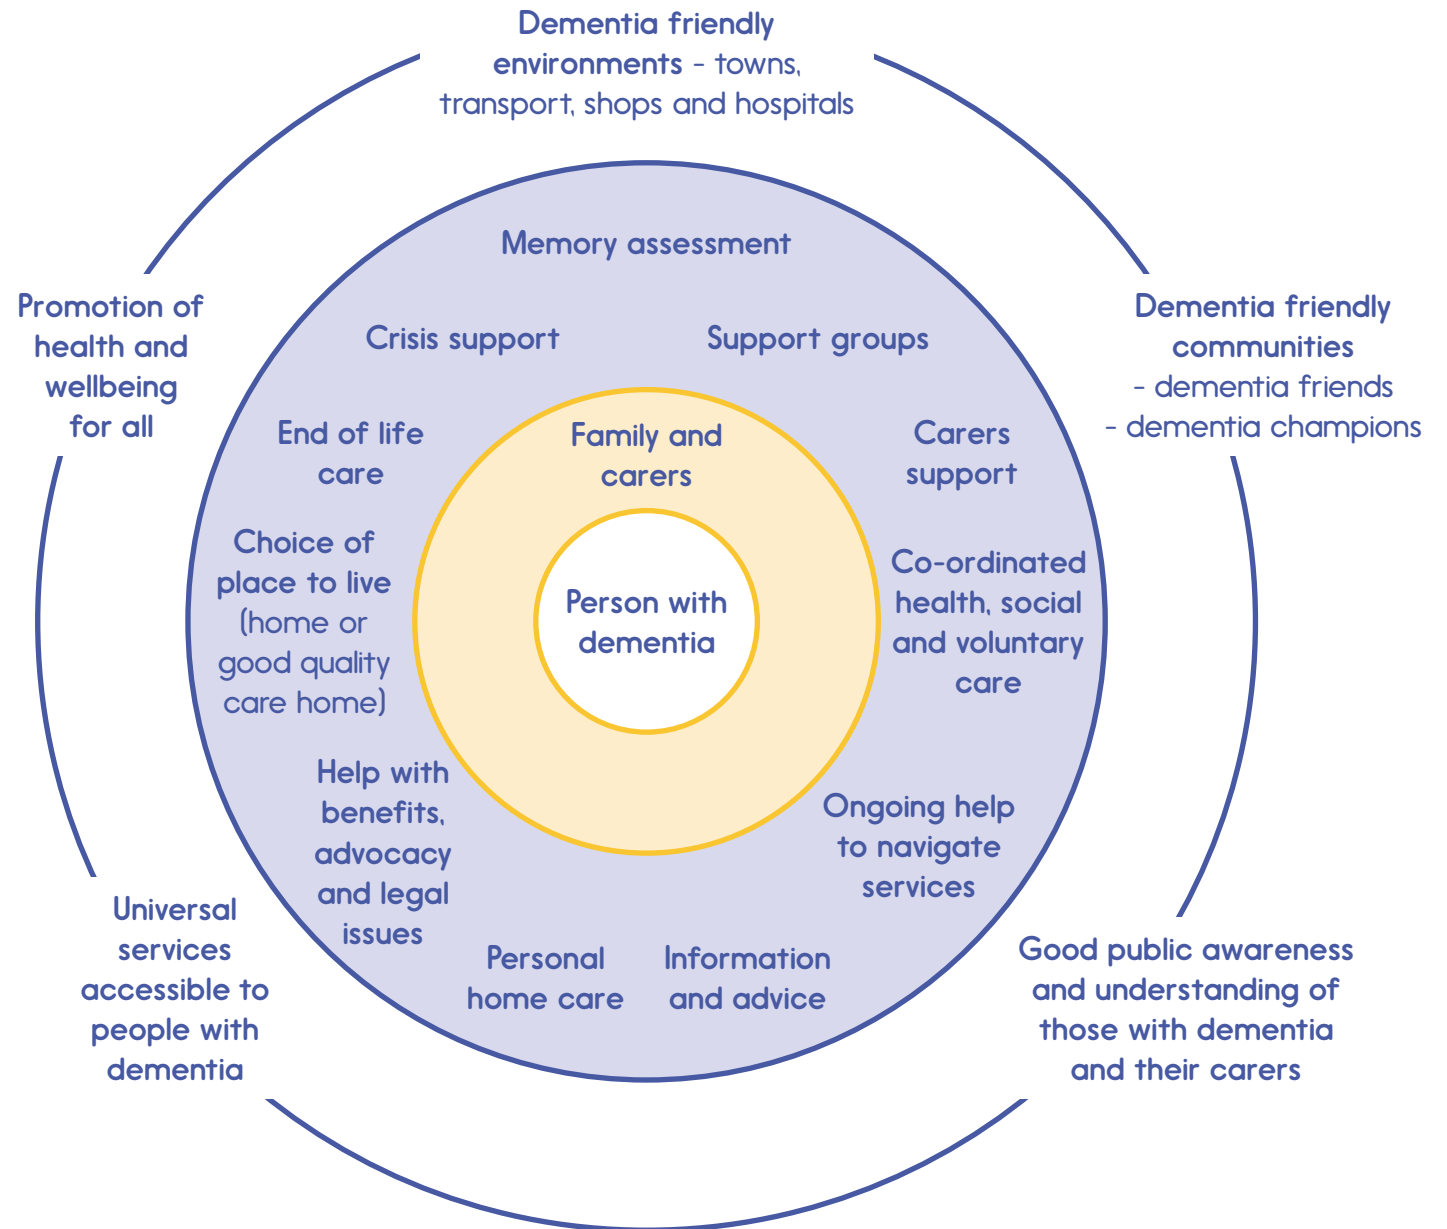 Dementia friendly
environments - towns,
transport, shops and hospitals
Promotion of
health and
wellbeing
for all
Dementia friendly
communities
- dementia friends
- dementia champions
Memory assessment
Crisis support
Support groups
End of life
care
Family and
carers
Carers
support
Choice of
place to live
(home or
good quality
care home)
Person with
dementia
Co-ordinated
health, social
and voluntary
care
Help with
benefits,
advocacy
and legal
issues
Ongoing help
to navigate
services
Personal
home care
Information
and advice
Universal
services
accessible to
people with
dementia
Good public awareness
and understanding of
those with dementia
and their carers